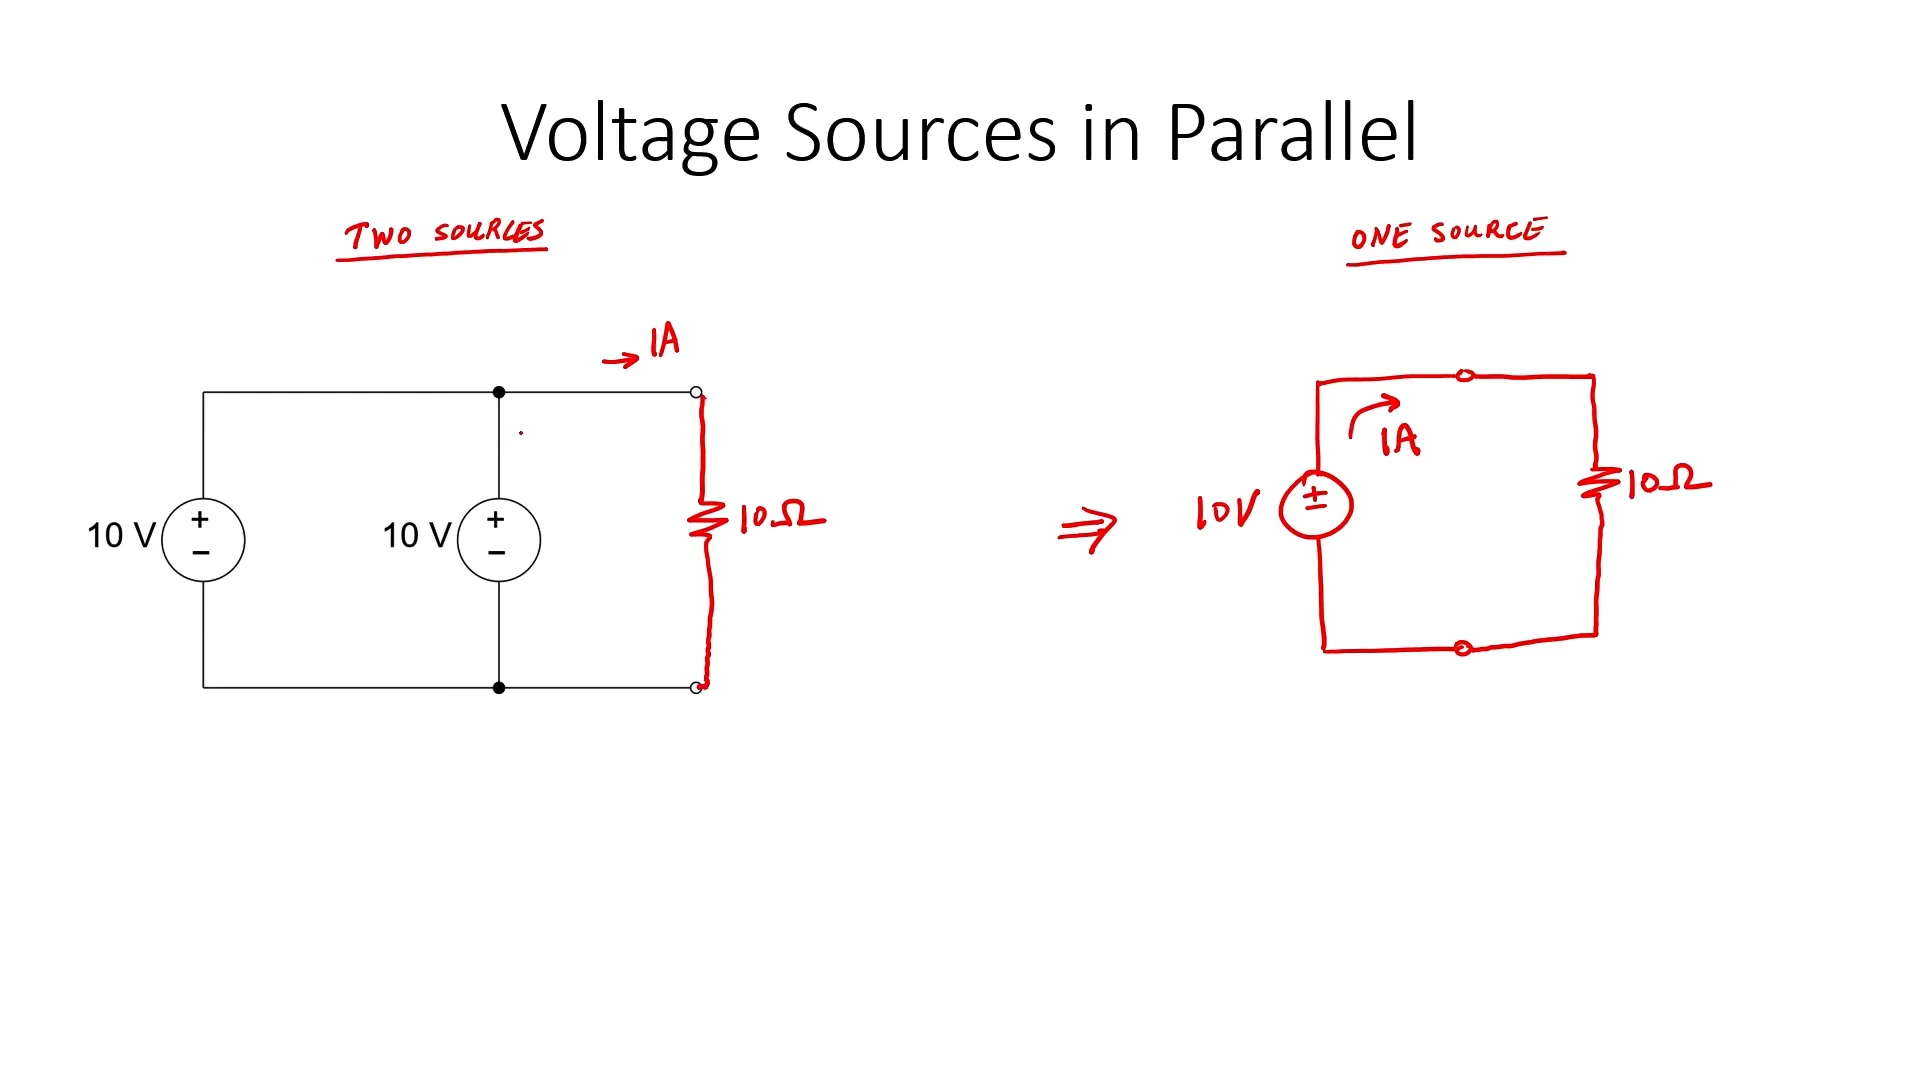 Voltage Sources in Parallel
TWO SOURCES
ONE SOURCE
→ 1A
10 V
+
−
10 V
+
−
10Ω
⇒
1A
10V
+
−
10Ω